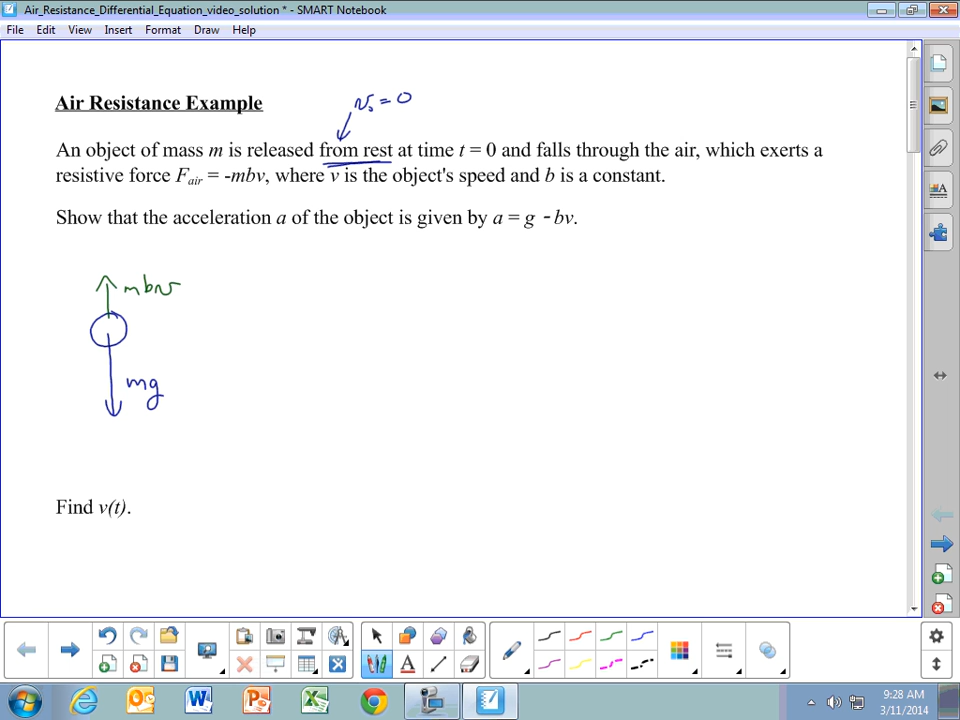 Air_Resistance_Differential_Equation_video_solution * - SMART Notebook
File Edit View Insert Format Draw Help
v₀ = 0
Air Resistance Example
An object of mass m is released from rest at time t = 0 and falls through the air, which exerts a
resistive force Fair = -mbv, where v is the object's speed and b is a constant.
Show that the acceleration a of the object is given by a = g - bv.
mbv
mg
Find v(t).
9:28 AM
3/11/2014